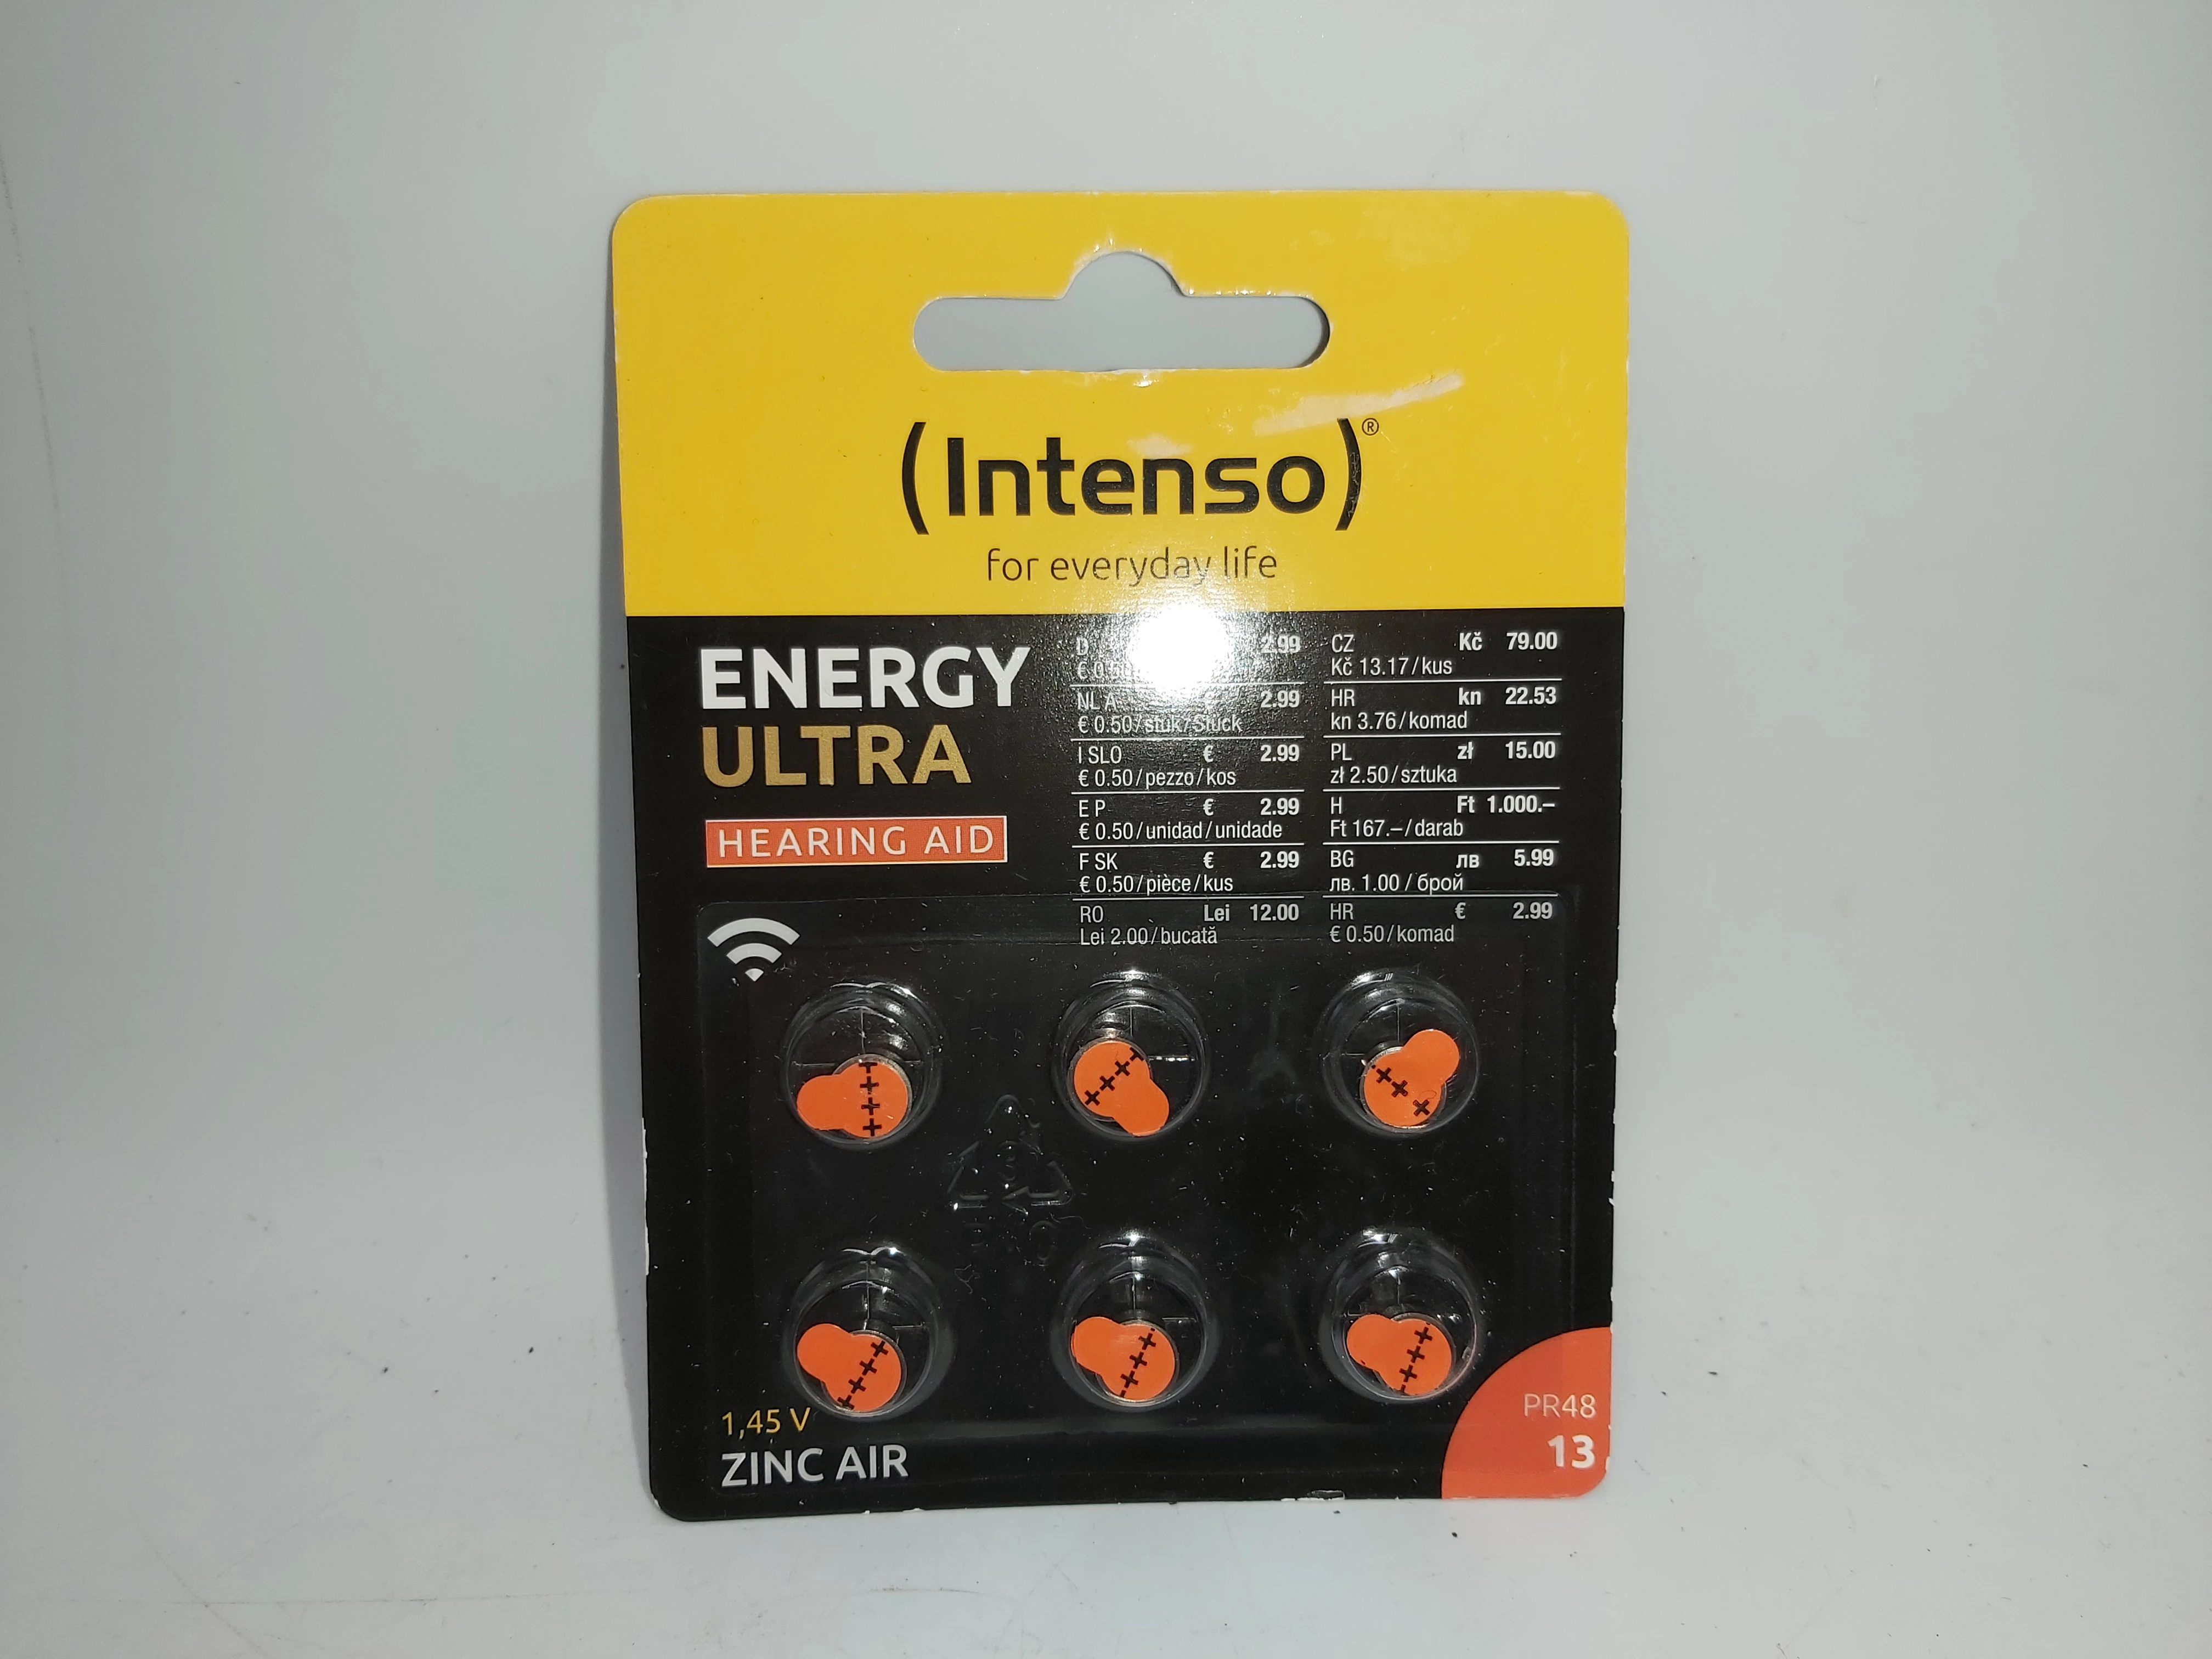 (Intenso)®
for everyday life
ENERGY
ULTRA
HEARING AID
D 2.99
€ 0.50
NL A € 2.99
€ 0.50/stuk/Stück
I SLO € 2.99
€ 0.50/pezzo/kos
E P € 2.99
€ 0.50/unidad/unidade
F SK € 2.99
€ 0.50/pièce/kus
RO Lei 12.00
Lei 2.00/bucată
CZ Kč 79.00
Kč 13.17/kus
HR kn 22.53
kn 3.76/komad
PL zł 15.00
zł 2.50/sztuka
H Ft 1.000.–
Ft 167.–/darab
BG лв 5.99
лв. 1.00 / брой
HR € 2.99
€ 0.50/komad
1,45 V
ZINC AIR
PR48
13